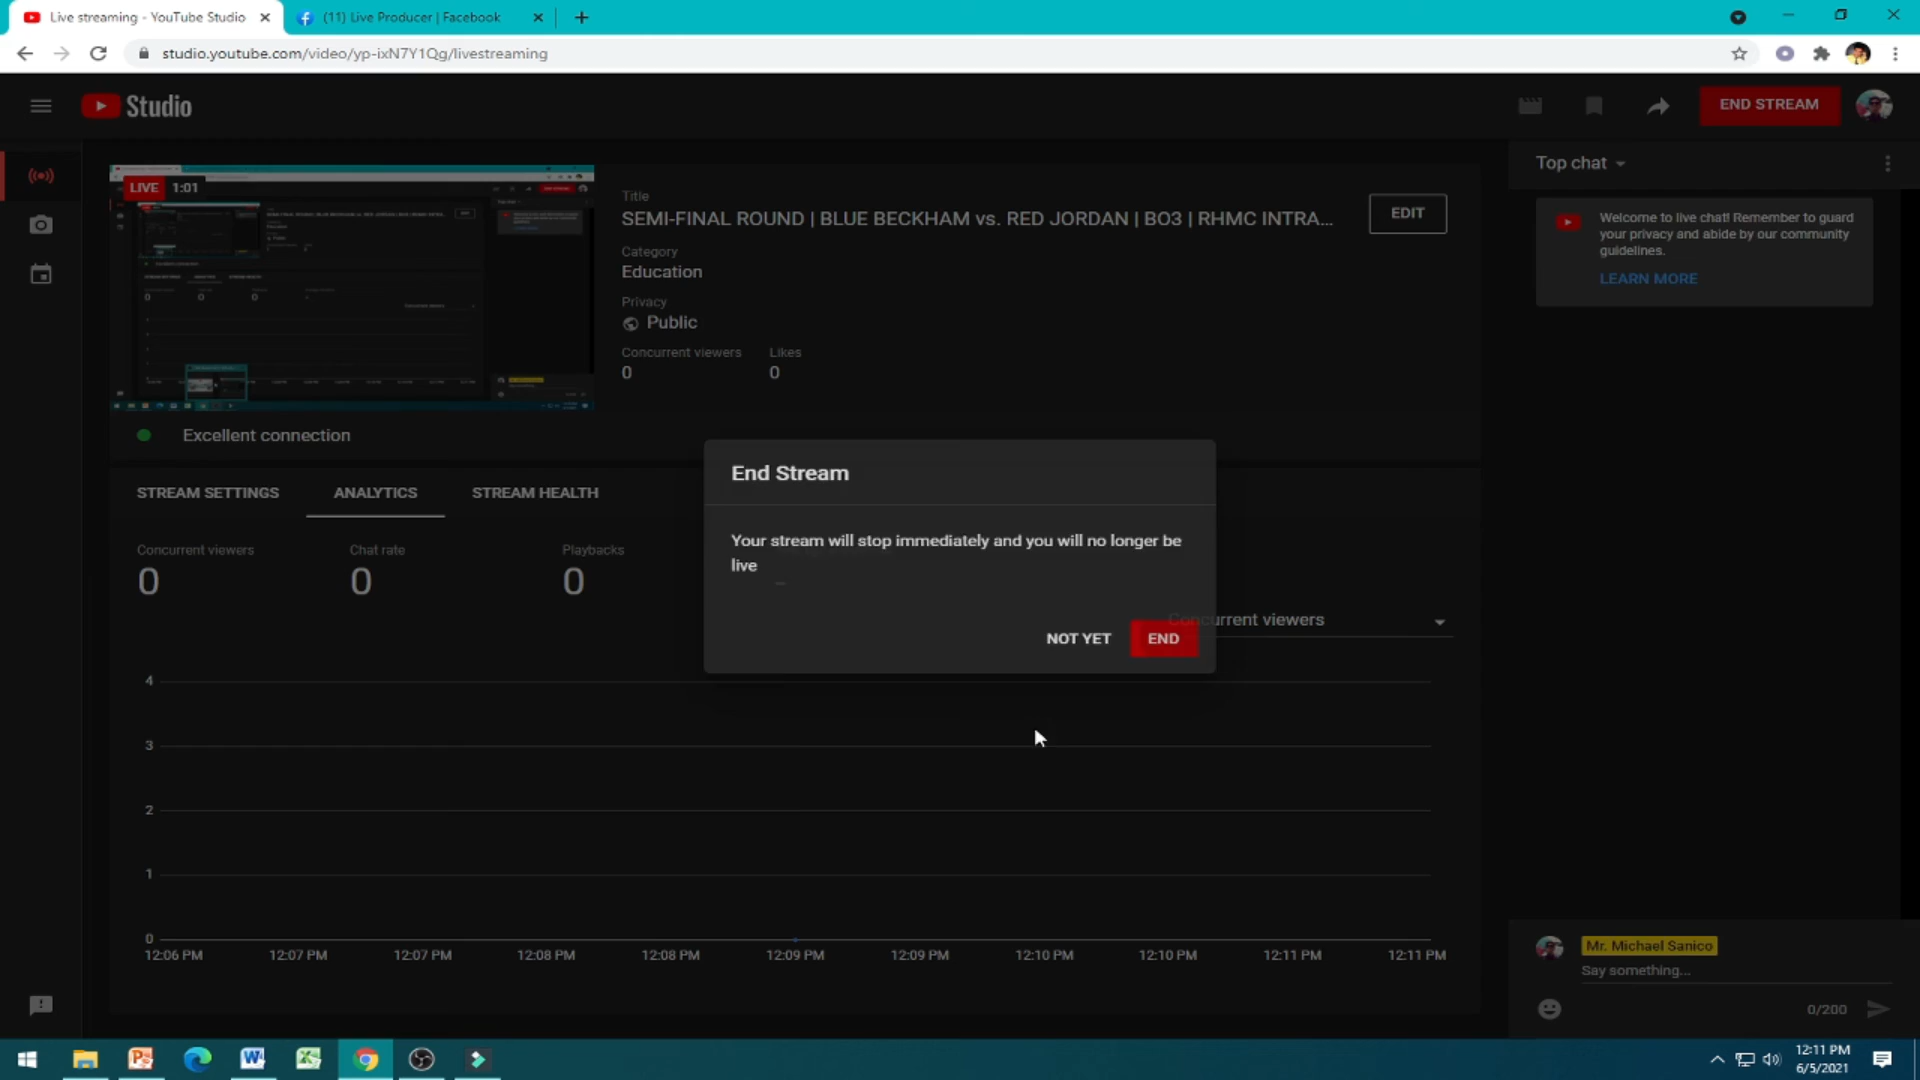 Live streaming - YouTube Studio
(11) Live Producer | Facebook
studio.youtube.com/video/yp-ixN7Y1Qg/livestreaming
Studio
END STREAM
LIVE 1:01
Title
SEMI-FINAL ROUND | BLUE BECKHAM vs. RED JORDAN | BO3 | RHMC INTRA...
EDIT
Category
Education
Privacy
Public
Concurrent viewers
Likes
0
0
Excellent connection
STREAM SETTINGS
ANALYTICS
STREAM HEALTH
Concurrent viewers
Chat rate
Playbacks
0
0
0
Concurrent viewers
4
3
2
1
0
12:06 PM
12:07 PM
12:07 PM
12:08 PM
12:08 PM
12:09 PM
12:09 PM
12:10 PM
12:10 PM
12:11 PM
12:11 PM
End Stream
Your stream will stop immediately and you will no longer be
live
NOT YET
END
Top chat
Welcome to live chat! Remember to guard
your privacy and abide by our community
guidelines.
LEARN MORE
Mr. Michael Sanico
Say something...
0/200
12:11 PM
6/5/2021